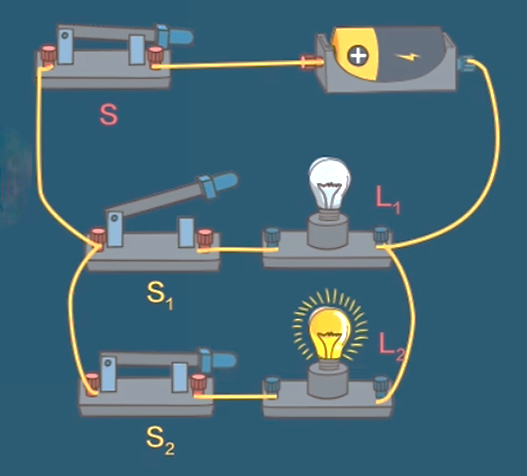 +
S
L₁
S₁
L₂
S₂